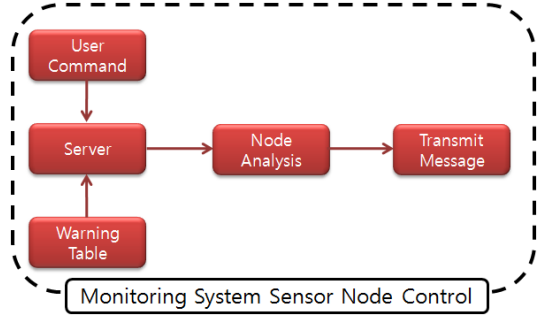 User
Command
Server
Node
Analysis
Transmit
Message
Warning
Table
Monitoring System Sensor Node Control